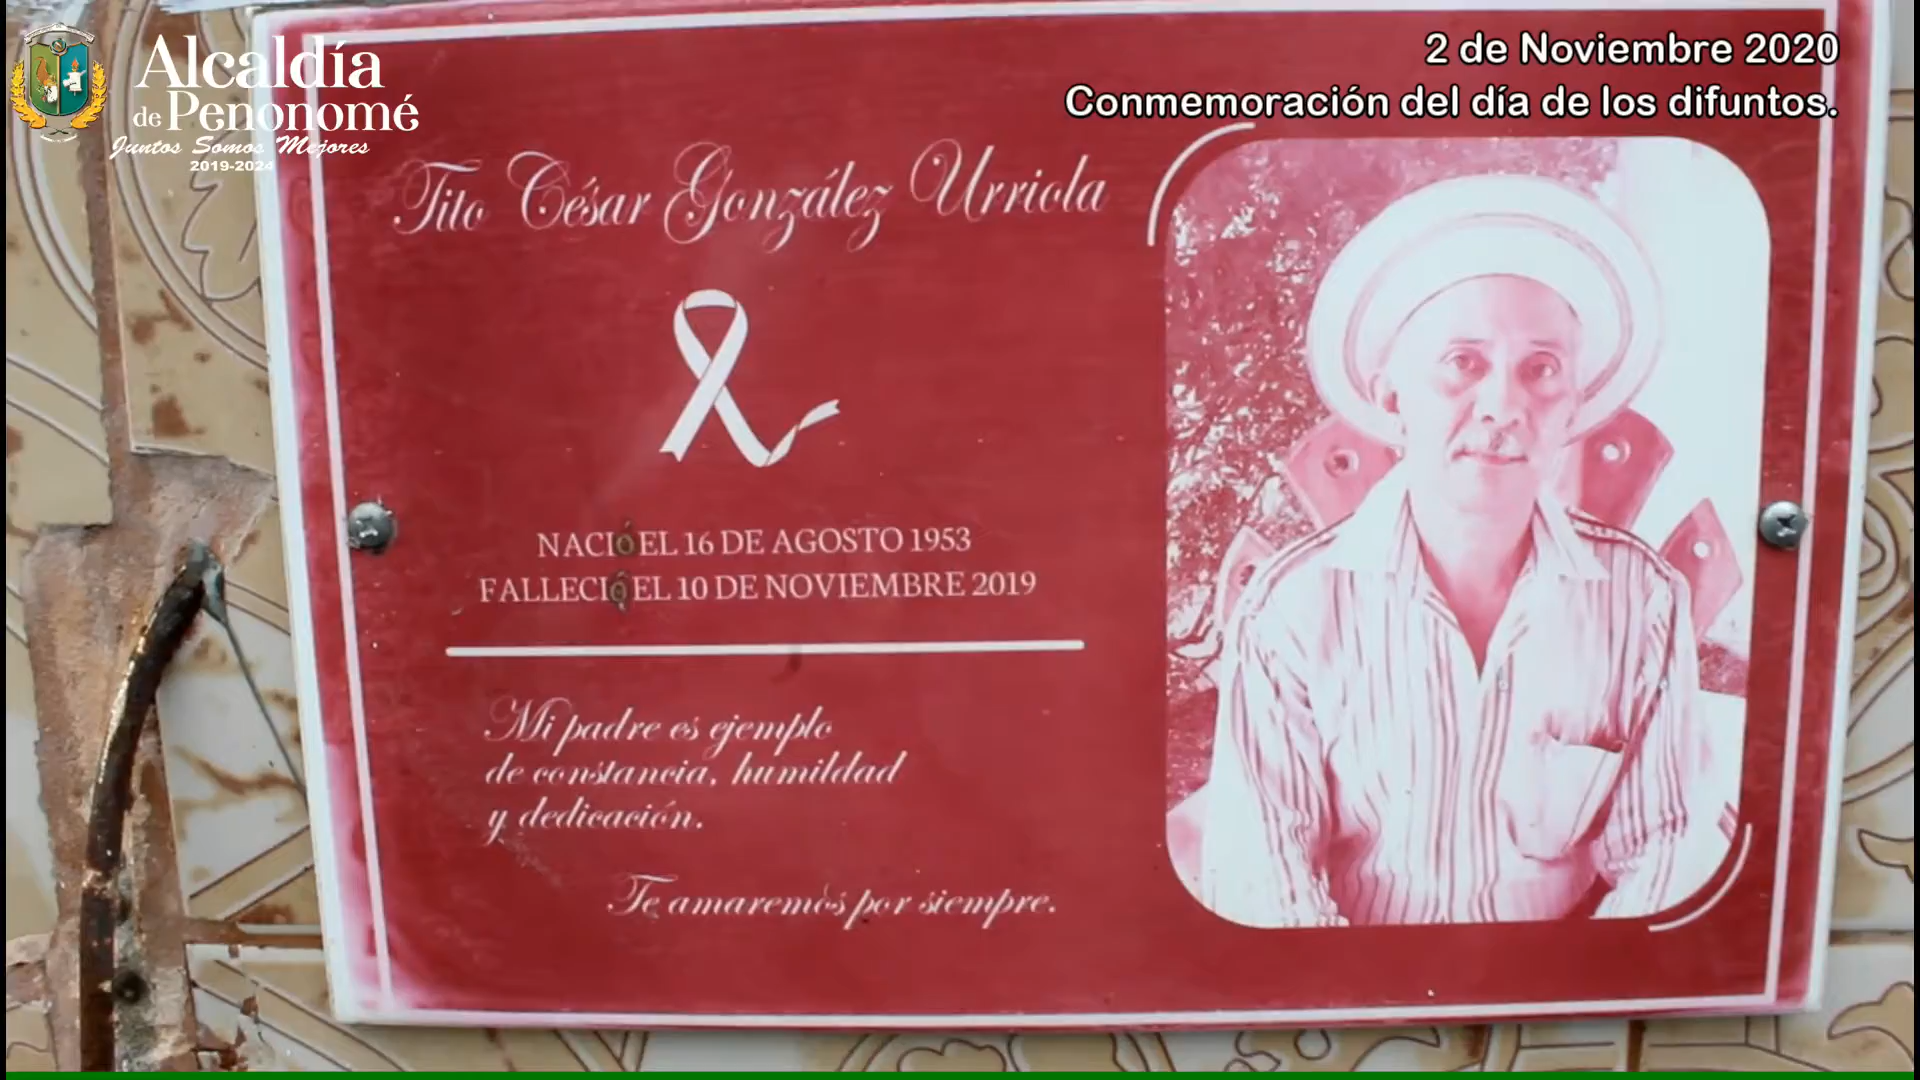 Alcaldía
de Penonomé
Juntos Somos Mejores
2019-2024
2 de Noviembre 2020
Conmemoración del día de los difuntos.
Tito César González Urriola
NACIÓ EL 16 DE AGOSTO 1953
FALLECIÓ EL 10 DE NOVIEMBRE 2019
Mi padre es ejemplo
de constancia, humildad
y dedicación.
Te amaremos por siempre.